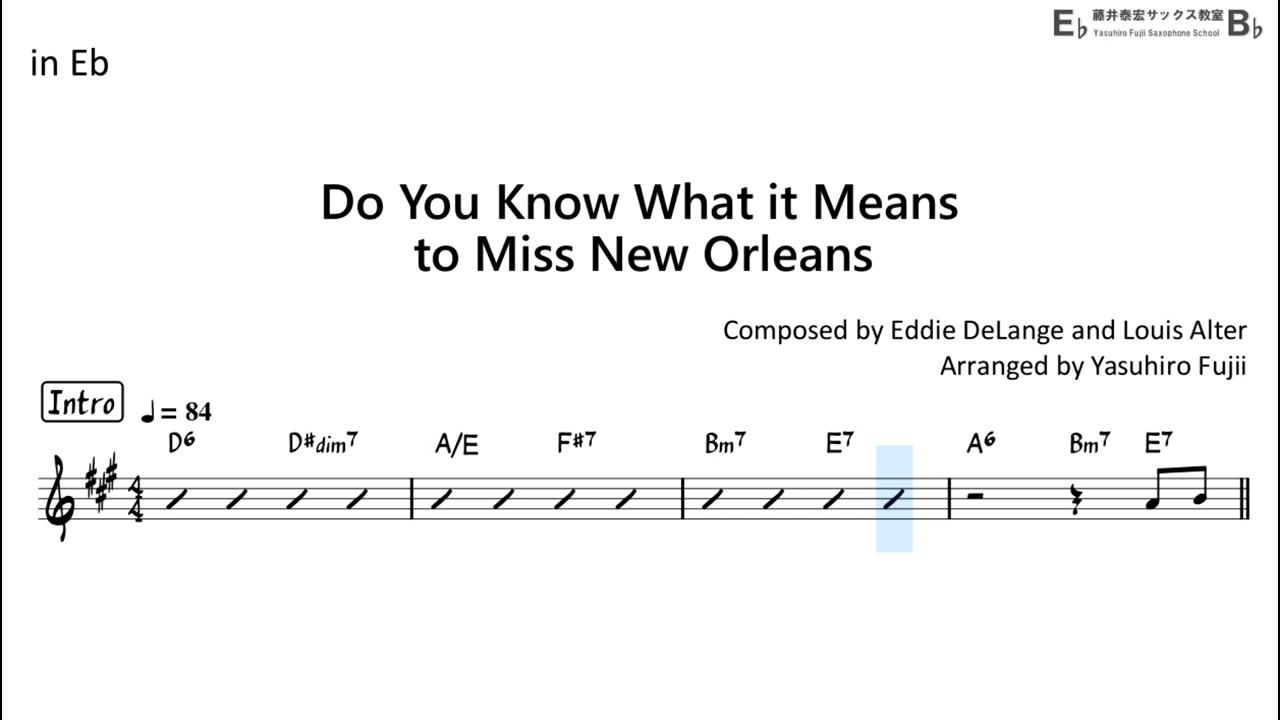 E♭ 藤井泰宏サックス教室 B♭
Yasuhiro Fujii Saxophone School
in Eb
Do You Know What it Means
to Miss New Orleans
Composed by Eddie DeLange and Louis Alter
Arranged by Yasuhiro Fujii
Intro ♩= 84
D6 D#dim7 A/E F#7 Bm7 E7 A6 Bm7 E7
4
4